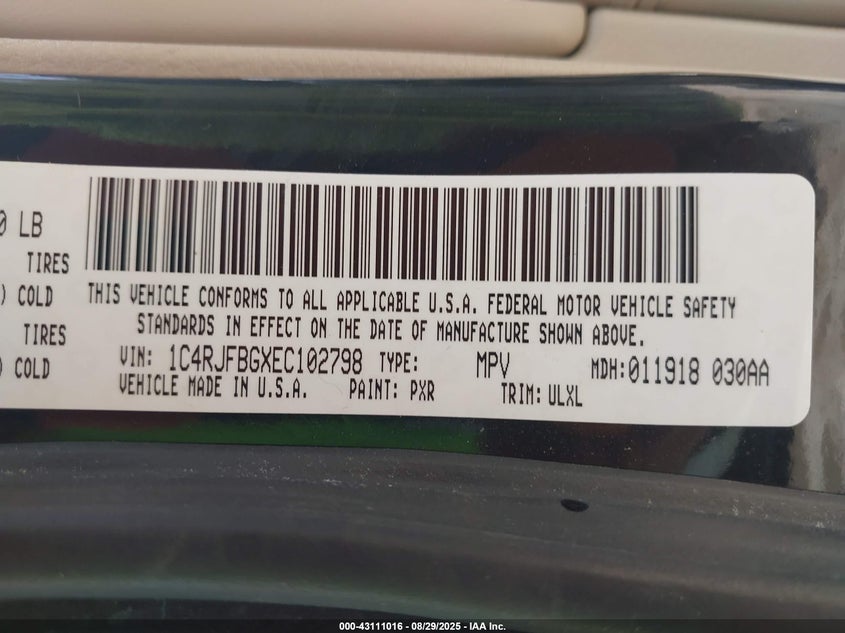 0 LB
TIRES
) COLD
TIRES
) COLD
THIS VEHICLE CONFORMS TO ALL APPLICABLE U.S.A. FEDERAL MOTOR VEHICLE SAFETY
STANDARDS IN EFFECT ON THE DATE OF MANUFACTURE SHOWN ABOVE.
VIN: 1C4RJFBGXEC102798 TYPE: MPV MDH:011918 030AA
VEHICLE MADE IN U.S.A. PAINT: PXR TRIM: ULXL
000-43111016 - 08/29/2025 - IAA Inc.